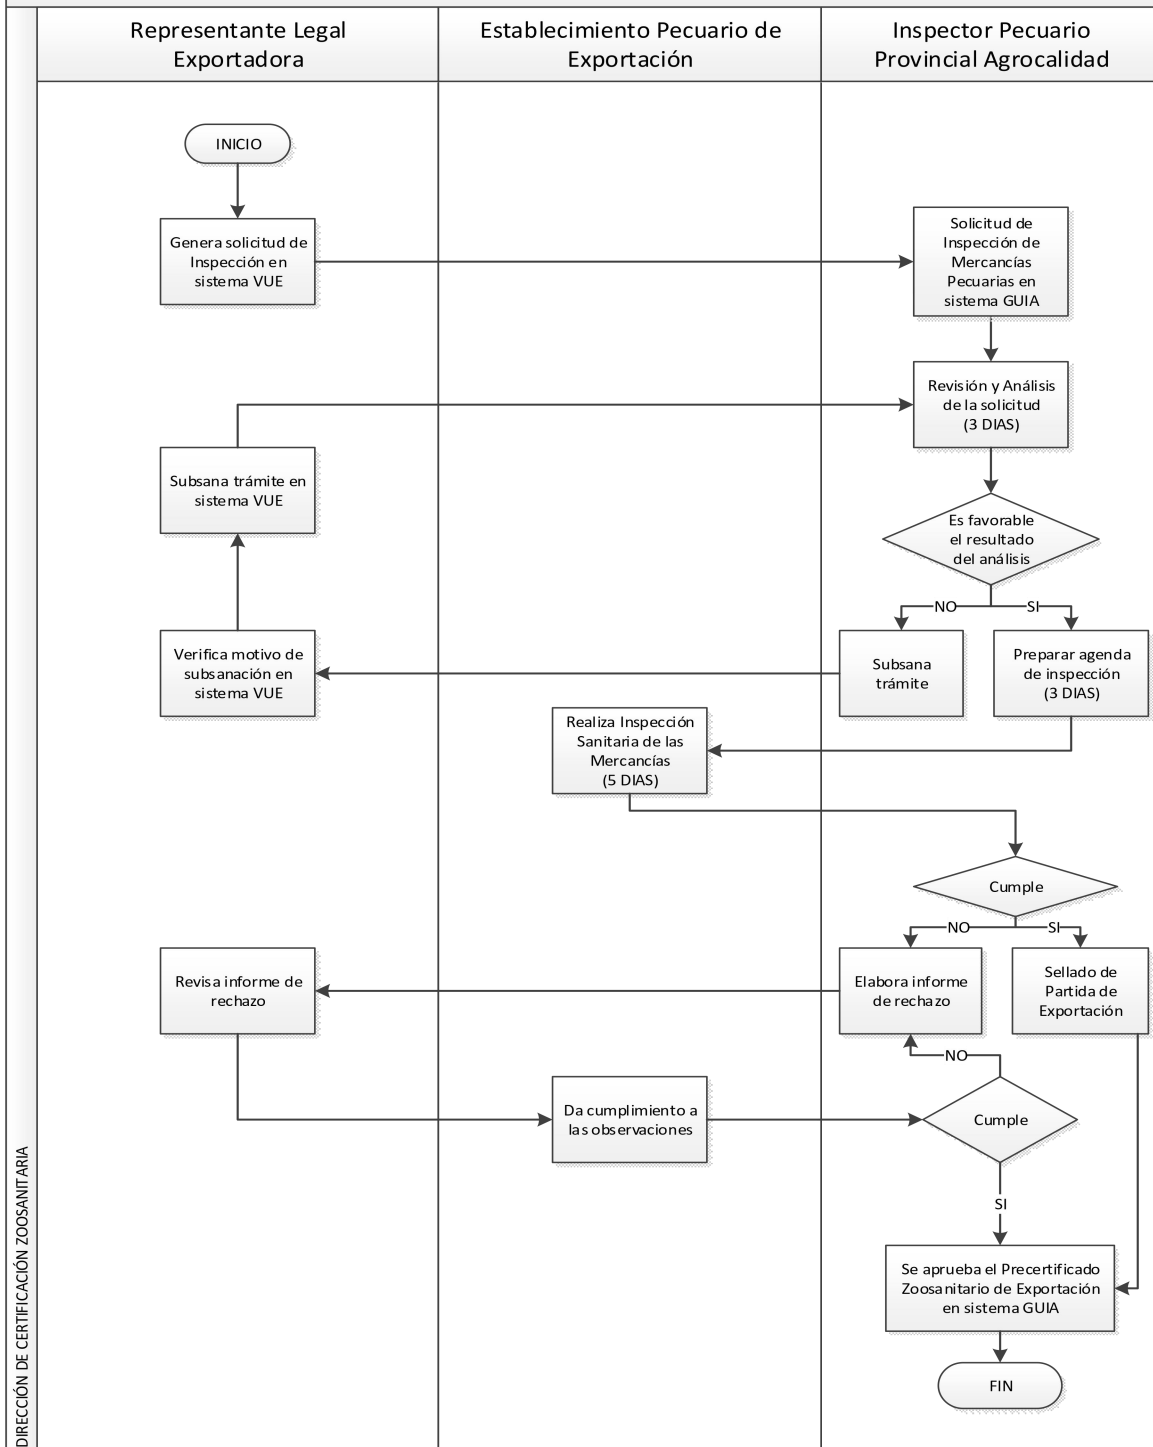 Representante Legal
Exportadora
Establecimiento Pecuario de
Exportación
Inspector Pecuario
Provincial Agrocalidad
INICIO
Genera solicitud de
Inspección en
sistema VUE
Solicitud de
Inspección de
Mercancías
Pecuarias en
sistema GUIA
Revisión y Análisis
de la solicitud
(3 DIAS)
Subsana trámite en
sistema VUE
Es favorable
el resultado
del análisis
NO
SI
Verifica motivo de
subsanación en
sistema VUE
Subsana
trámite
Preparar agenda
de inspección
(3 DIAS)
Realiza Inspección
Sanitaria de las
Mercancías
(5 DIAS)
Cumple
NO
SI
Revisa informe de
rechazo
Elabora informe
de rechazo
Sellado de
Partida de
Exportación
NO
Da cumplimiento a
las observaciones
Cumple
SI
Se aprueba el Precertificado
Zoosanitario de Exportación
en sistema GUIA
FIN
DIRECCIÓN DE CERTIFICACIÓN ZOOSANITARIA